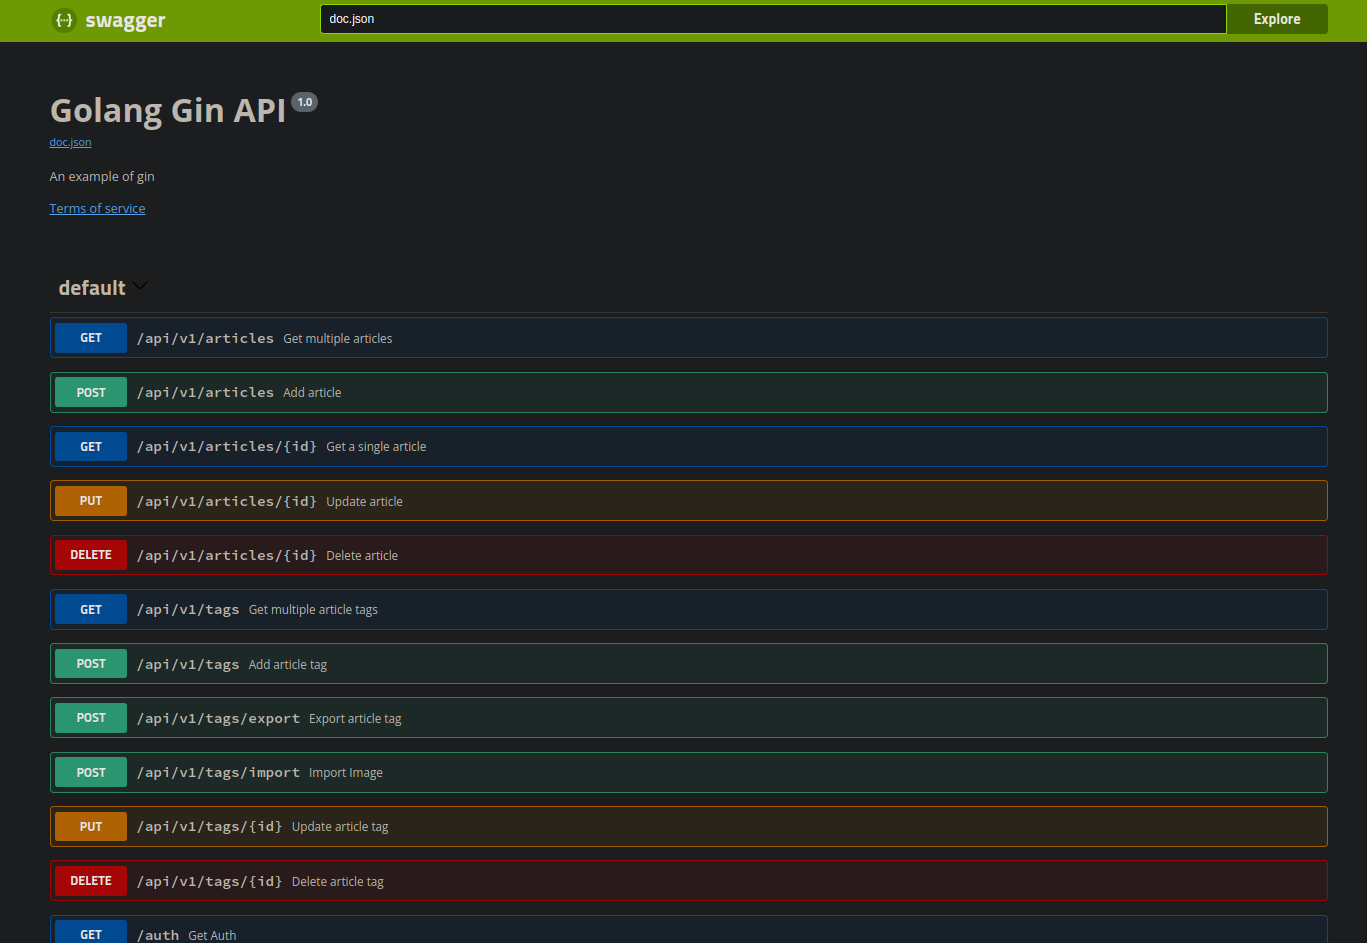 {···} swagger doc.json Explore
Golang Gin API 1.0
doc.json
An example of gin
Terms of service
default
GET /api/v1/articles Get multiple articles
POST /api/v1/articles Add article
GET /api/v1/articles/{id} Get a single article
PUT /api/v1/articles/{id} Update article
DELETE /api/v1/articles/{id} Delete article
GET /api/v1/tags Get multiple article tags
POST /api/v1/tags Add article tag
POST /api/v1/tags/export Export article tag
POST /api/v1/tags/import Import Image
PUT /api/v1/tags/{id} Update article tag
DELETE /api/v1/tags/{id} Delete article tag
GET /auth Get Auth